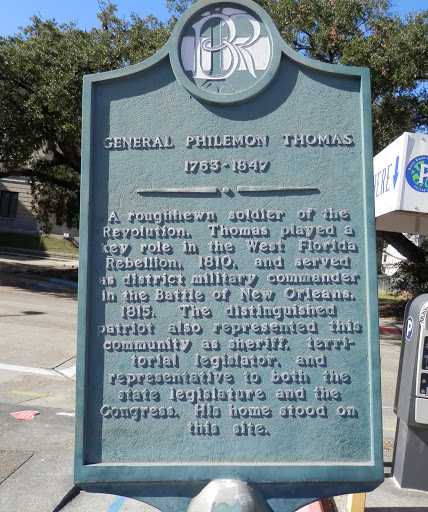 BR
GENERAL PHILEMON THOMAS
1763-1847
A roughhewn soldier of the
Revolution, Thomas played a
key role in the West Florida
Rebellion, 1810, and served
as district military commander
in the Battle of New Orleans,
1815. The distinguished
patriot also represented this
community as sheriff, terri-
torial legislator, and
representative to both the
state legislature and the
Congress. His home stood on
this site.
P